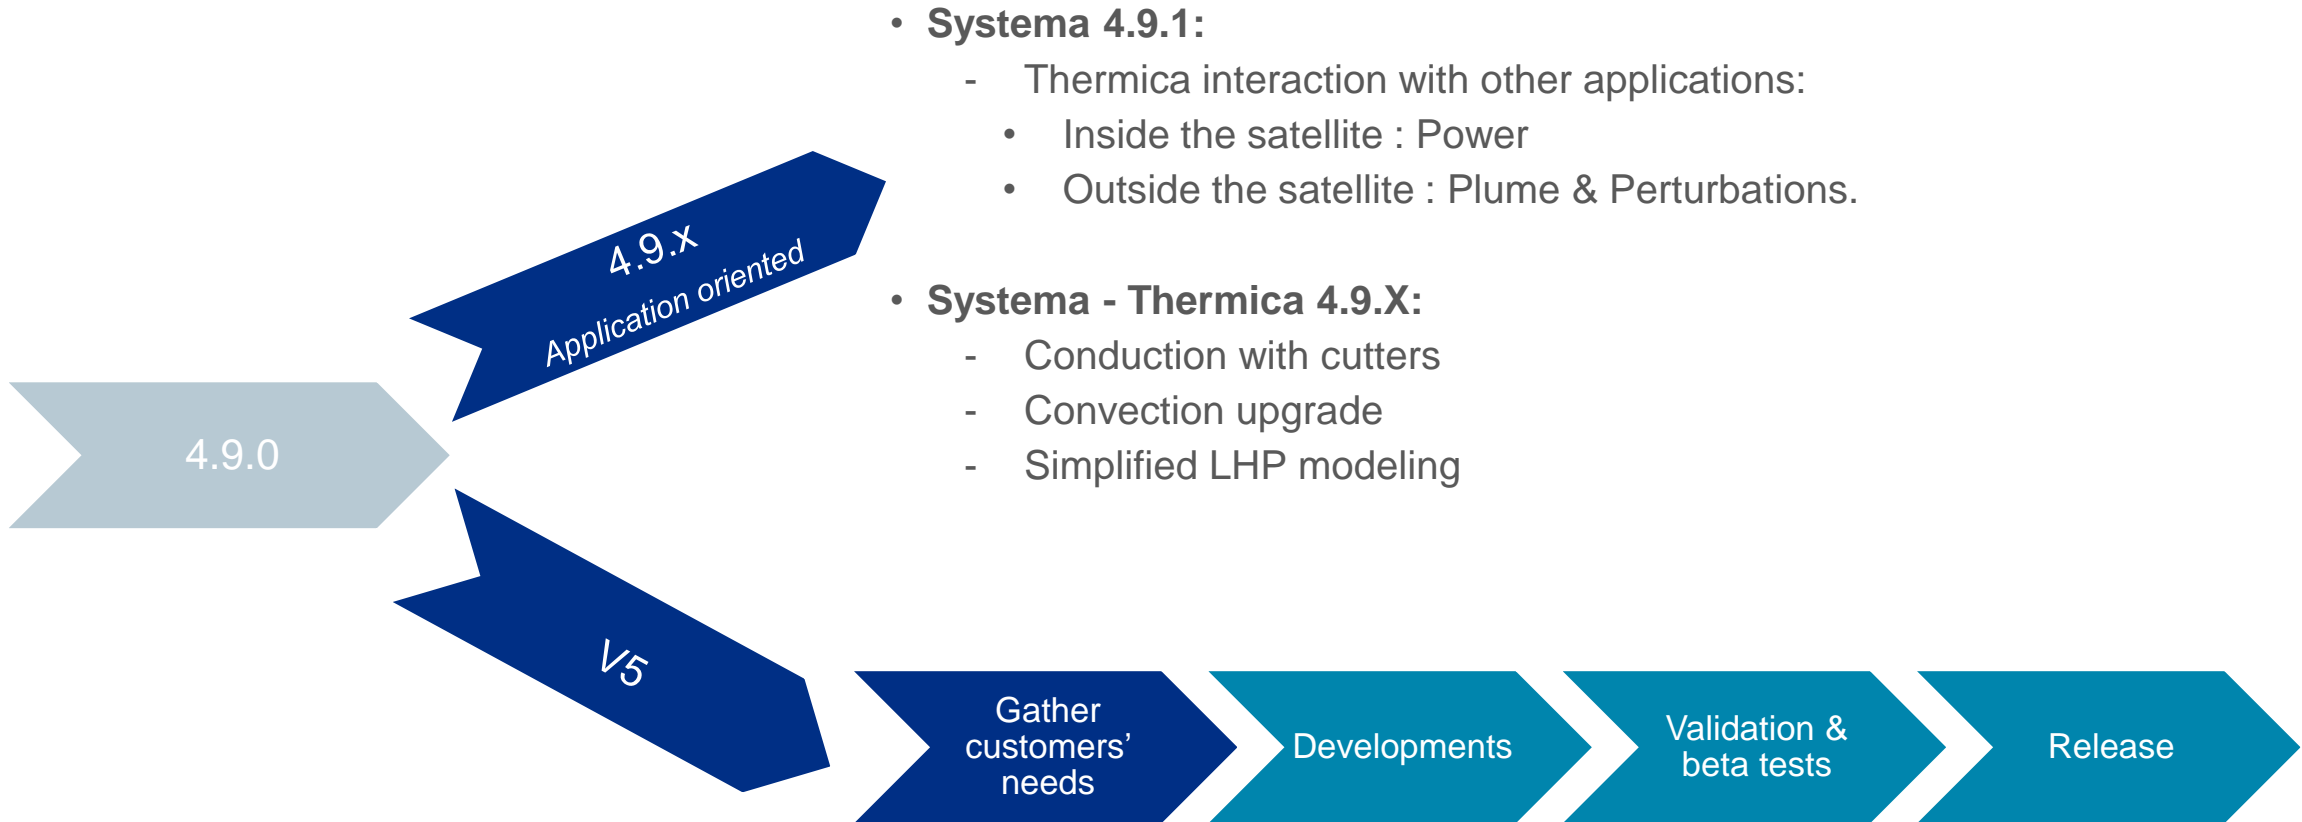 • Systema 4.9.1:
- Thermica interaction with other applications:
• Inside the satellite : Power
• Outside the satellite : Plume & Perturbations.
4.9.x
Application oriented
• Systema - Thermica 4.9.X:
- Conduction with cutters
- Convection upgrade
- Simplified LHP modeling
4.9.0
V5
Gather
customers’
needs
Developments
Validation &
beta tests
Release